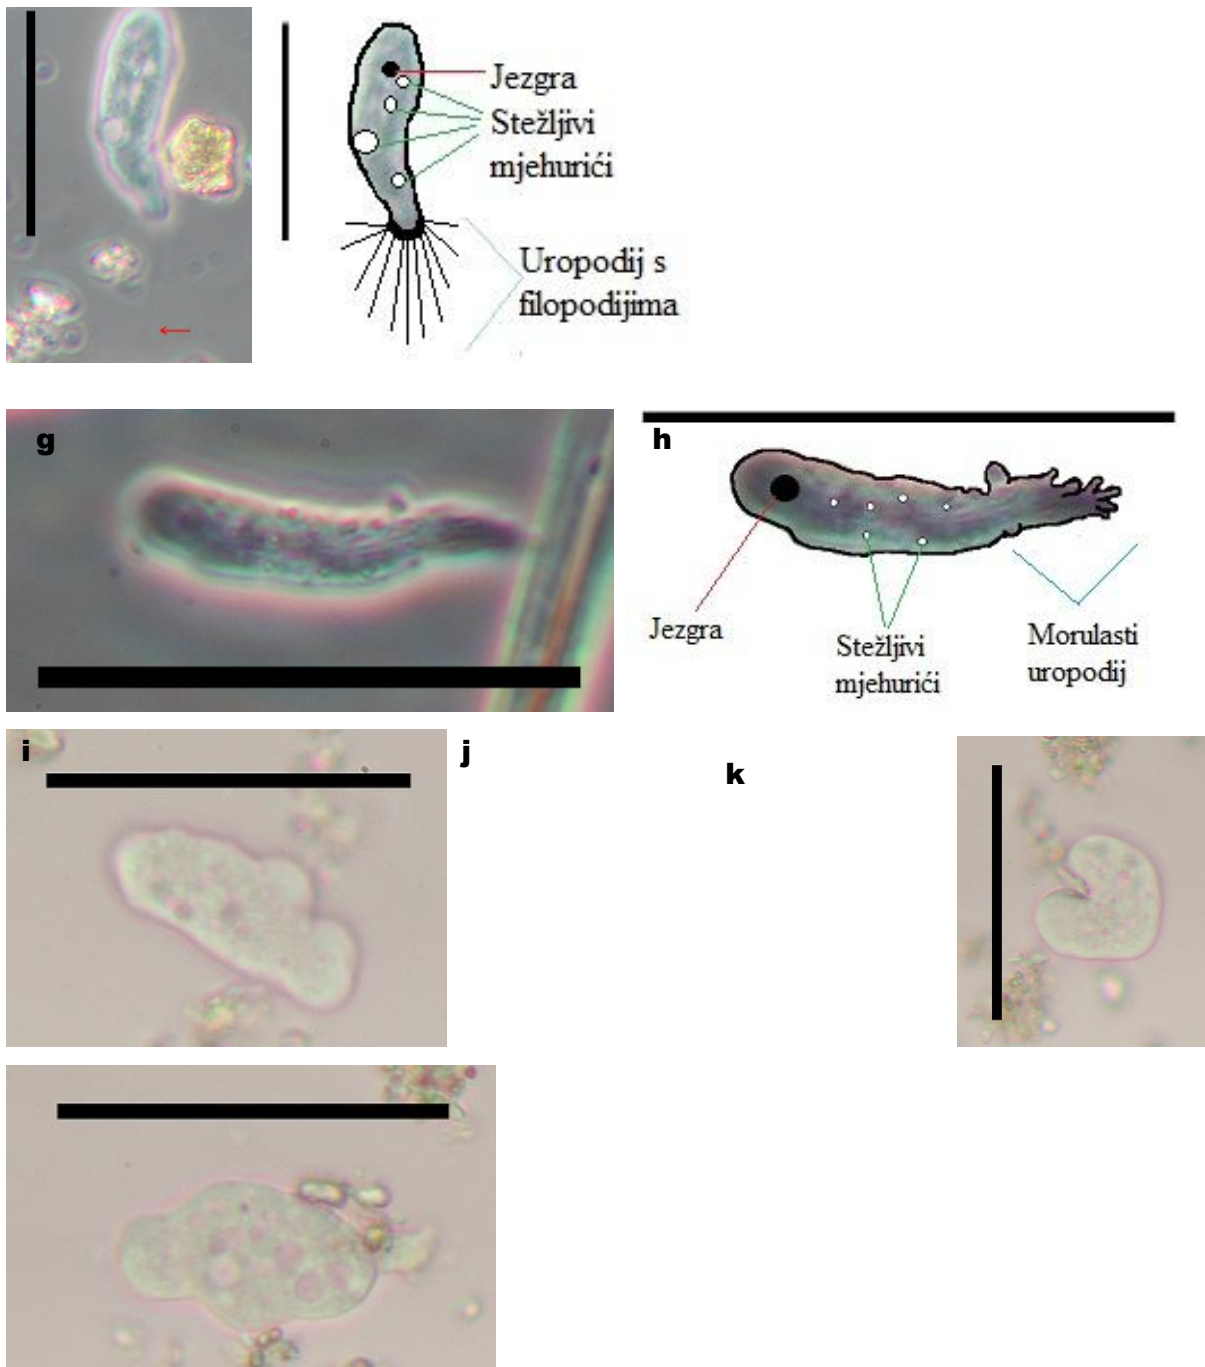 Jezgra
Stežljivi
mjehurići
Uropodij s
filopodijima
g
h
Jezgra
Stežljivi
mjehurići
Morulasti
uropodij
i
j
k